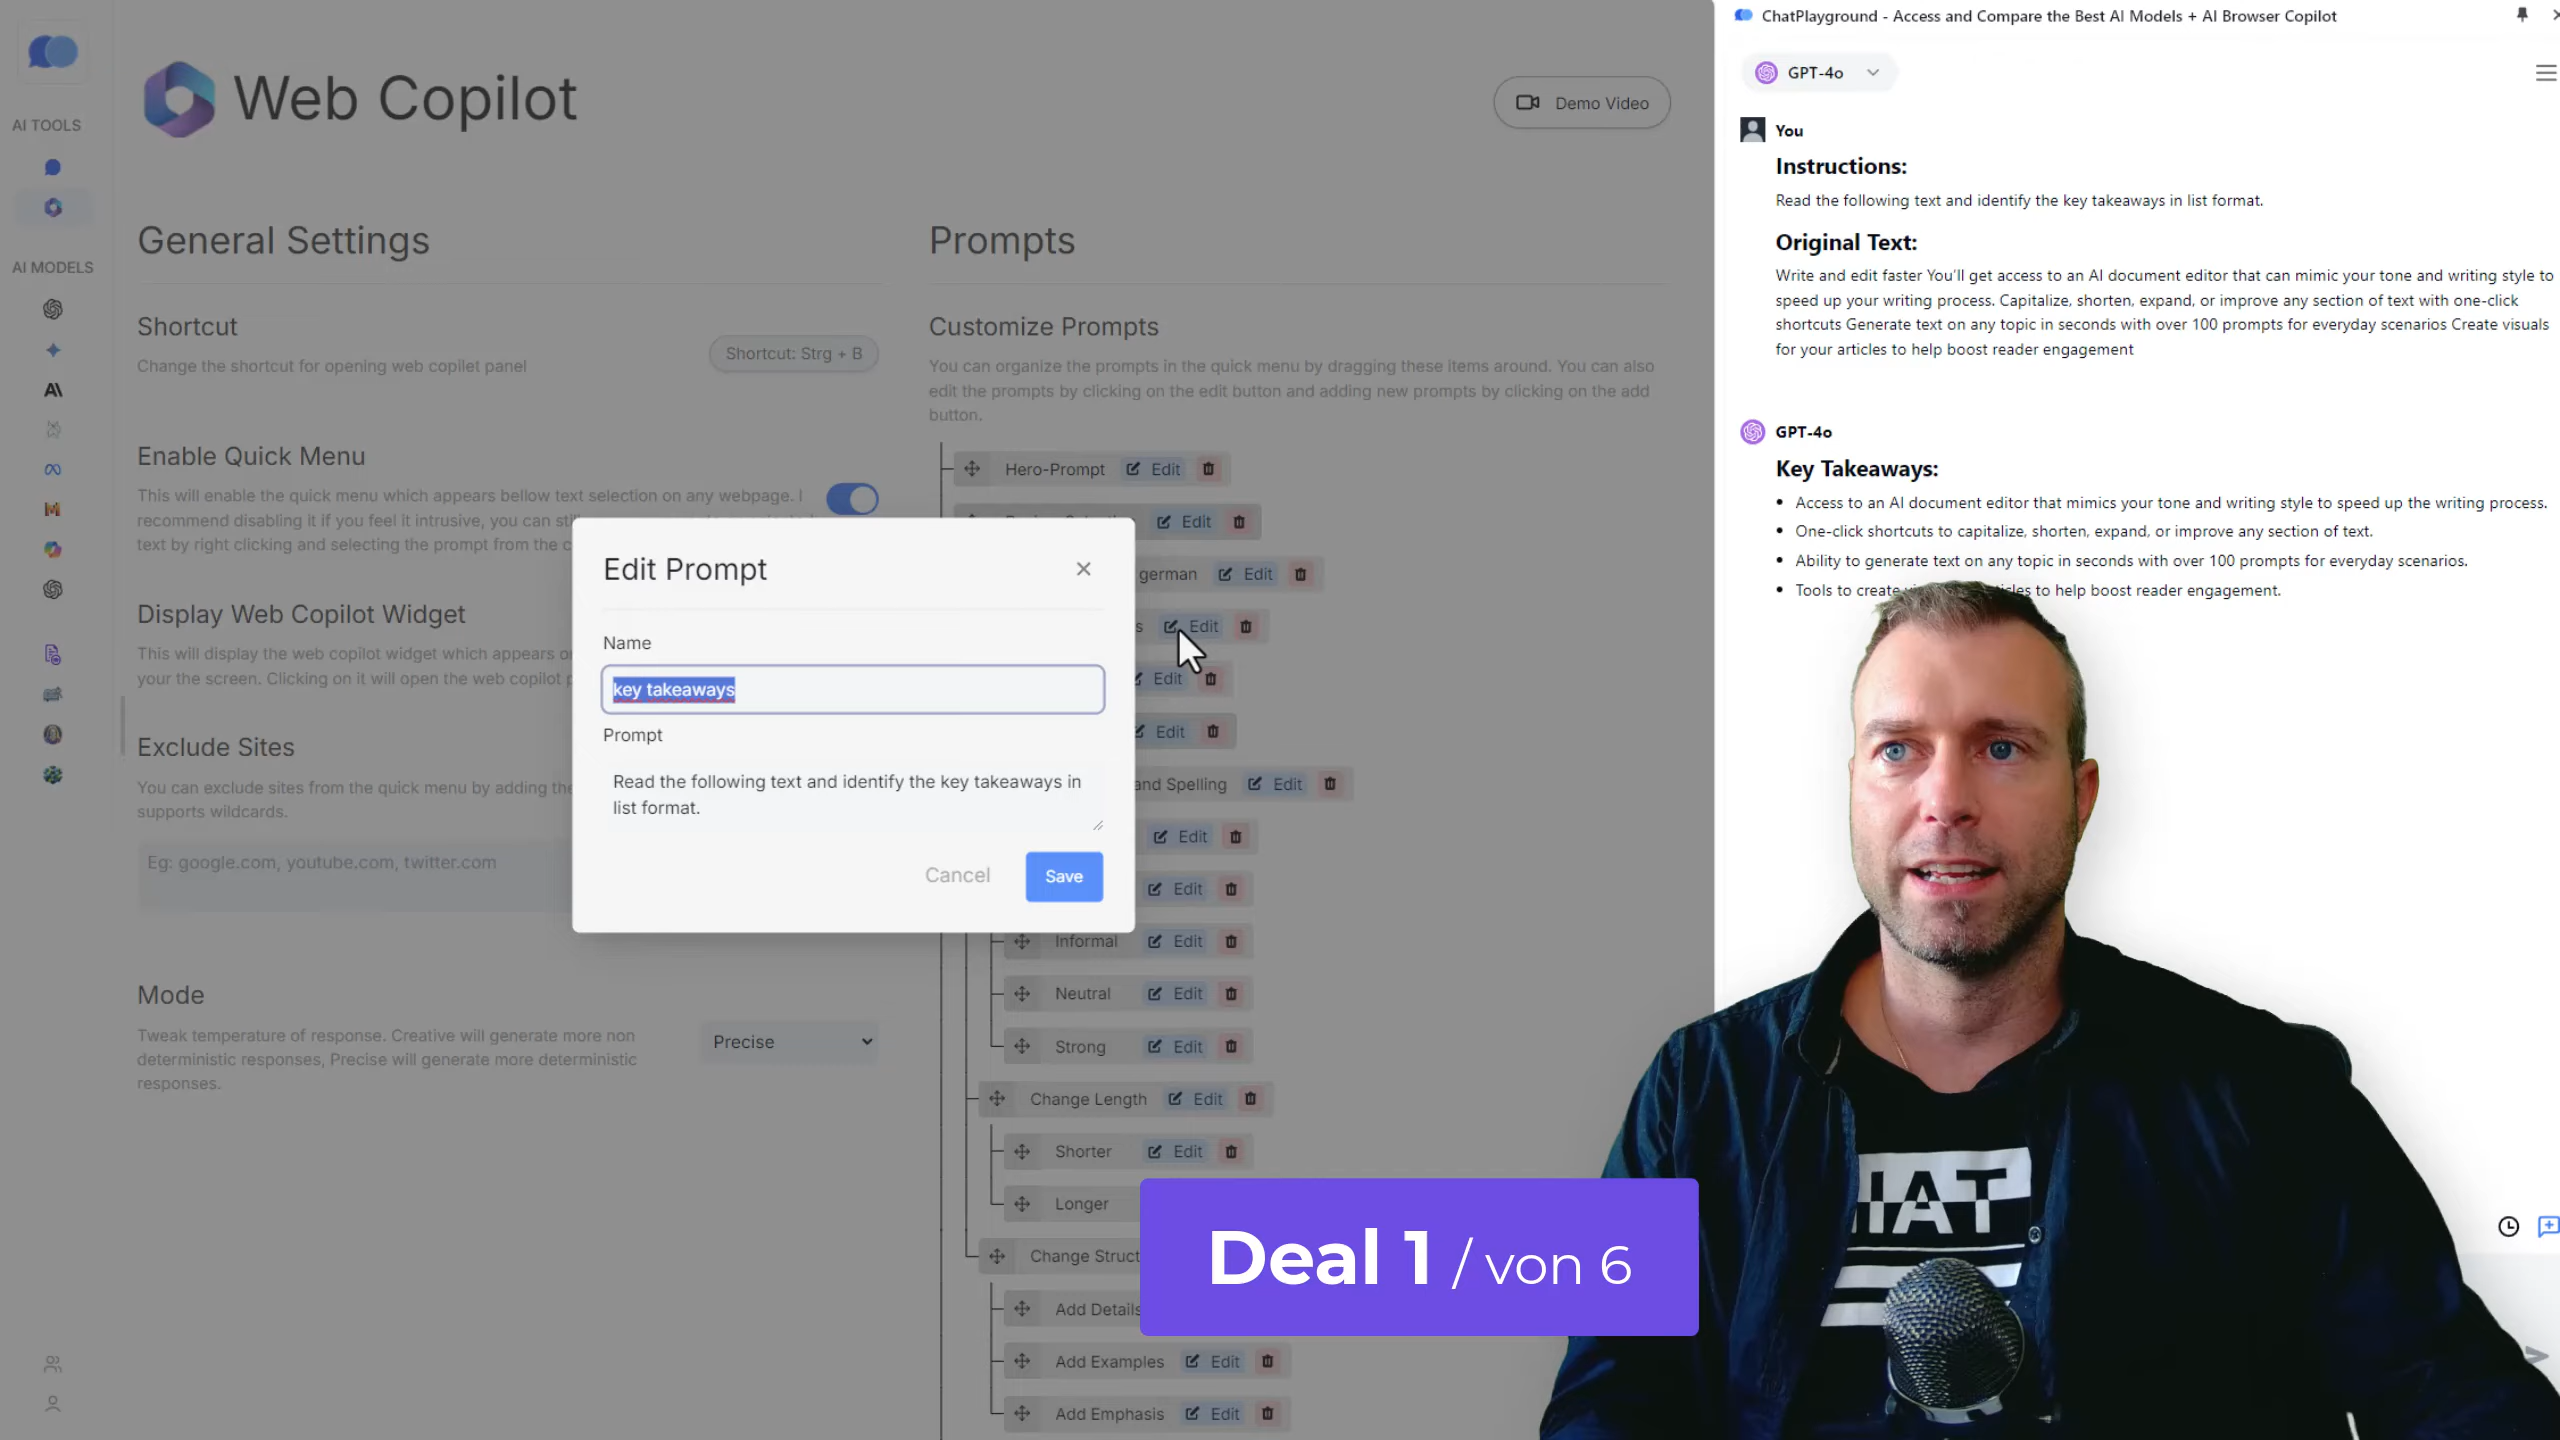 AI TOOLS
AI MODELS
Web Copilot
Demo Video
General Settings
Shortcut
Change the shortcut for opening web copilet panel
Shortcut: Strg + B
Enable Quick Menu
This will enable the quick menu which appears bellow text selection on any webpage. I
recommend disabling it if you feel it intrusive, you can sti
text by right clicking and selecting the prompt from the c
Display Web Copilot Widget
This will display the web copilot widget which appears o
your the screen. Clicking on it will open the web copilot p
Exclude Sites
You can exclude sites from the quick menu by adding the
supports wildcards.
Eg: google.com, youtube.com, twitter.com
Mode
Tweak temperature of response. Creative will generate more non
deterministic responses, Precise will generate more deterministic
responses.
Precise
Prompts
Customize Prompts
You can organize the prompts in the quick menu by dragging these items around. You can also
edit the prompts by clicking on the edit button and adding new prompts by clicking on the add
button.
Hero-Prompt Edit
Edit
german Edit
s Edit
Edit
Edit
and Spelling Edit
Edit
Edit
Informal Edit
Neutral Edit
Strong Edit
Change Length Edit
Shorter Edit
Longer
Change Struct
Add Details
Add Examples Edit
Add Emphasis Edit
Edit Prompt
Name
key takeaways
Prompt
Read the following text and identify the key takeaways in
list format.
Cancel Save
ChatPlayground - Access and Compare the Best AI Models + AI Browser Copilot
GPT-4o
You
Instructions:
Read the following text and identify the key takeaways in list format.
Original Text:
Write and edit faster You'll get access to an AI document editor that can mimic your tone and writing style to
speed up your writing process. Capitalize, shorten, expand, or improve any section of text with one-click
shortcuts Generate text on any topic in seconds with over 100 prompts for everyday scenarios Create visuals
for your articles to help boost reader engagement
GPT-4o
Key Takeaways:
Access to an AI document editor that mimics your tone and writing style to speed up the writing process.
One-click shortcuts to capitalize, shorten, expand, or improve any section of text.
Ability to generate text on any topic in seconds with over 100 prompts for everyday scenarios.
Tools to create cles to help boost reader engagement.
HAT
Deal 1 / von 6